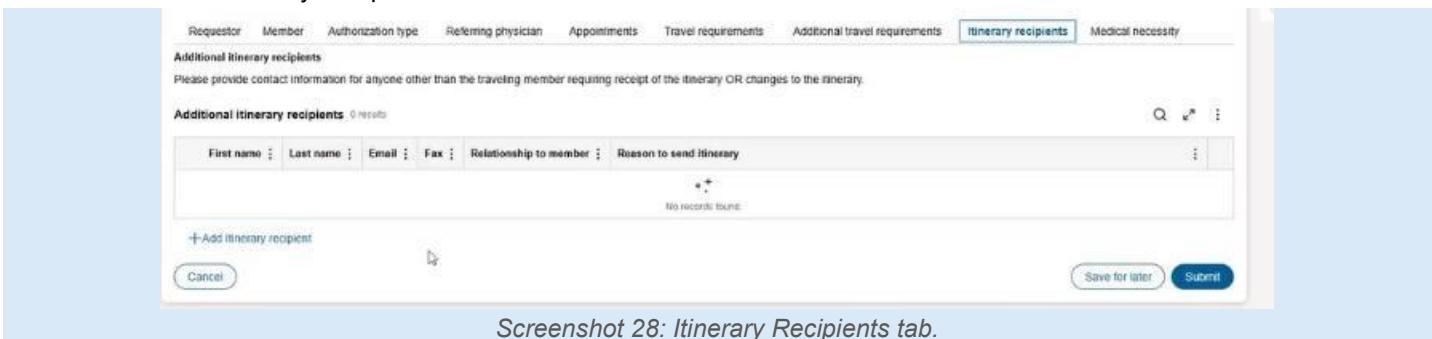 Requestor Member Authorization type Referring physician Appointments Travel requirements Additional travel requirements Itinerary recipients Medical necessity
Additional itinerary recipients
Please provide contact information for anyone other than the traveling member requiring receipt of the itinerary OR changes to the itinerary.
Additional itinerary recipients 0 results
First name Last name Email Fax Relationship to member Reason to send itinerary
No records found.
+Add itinerary recipient
Cancel Save for later Submit
Screenshot 28: Itinerary Recipients tab.